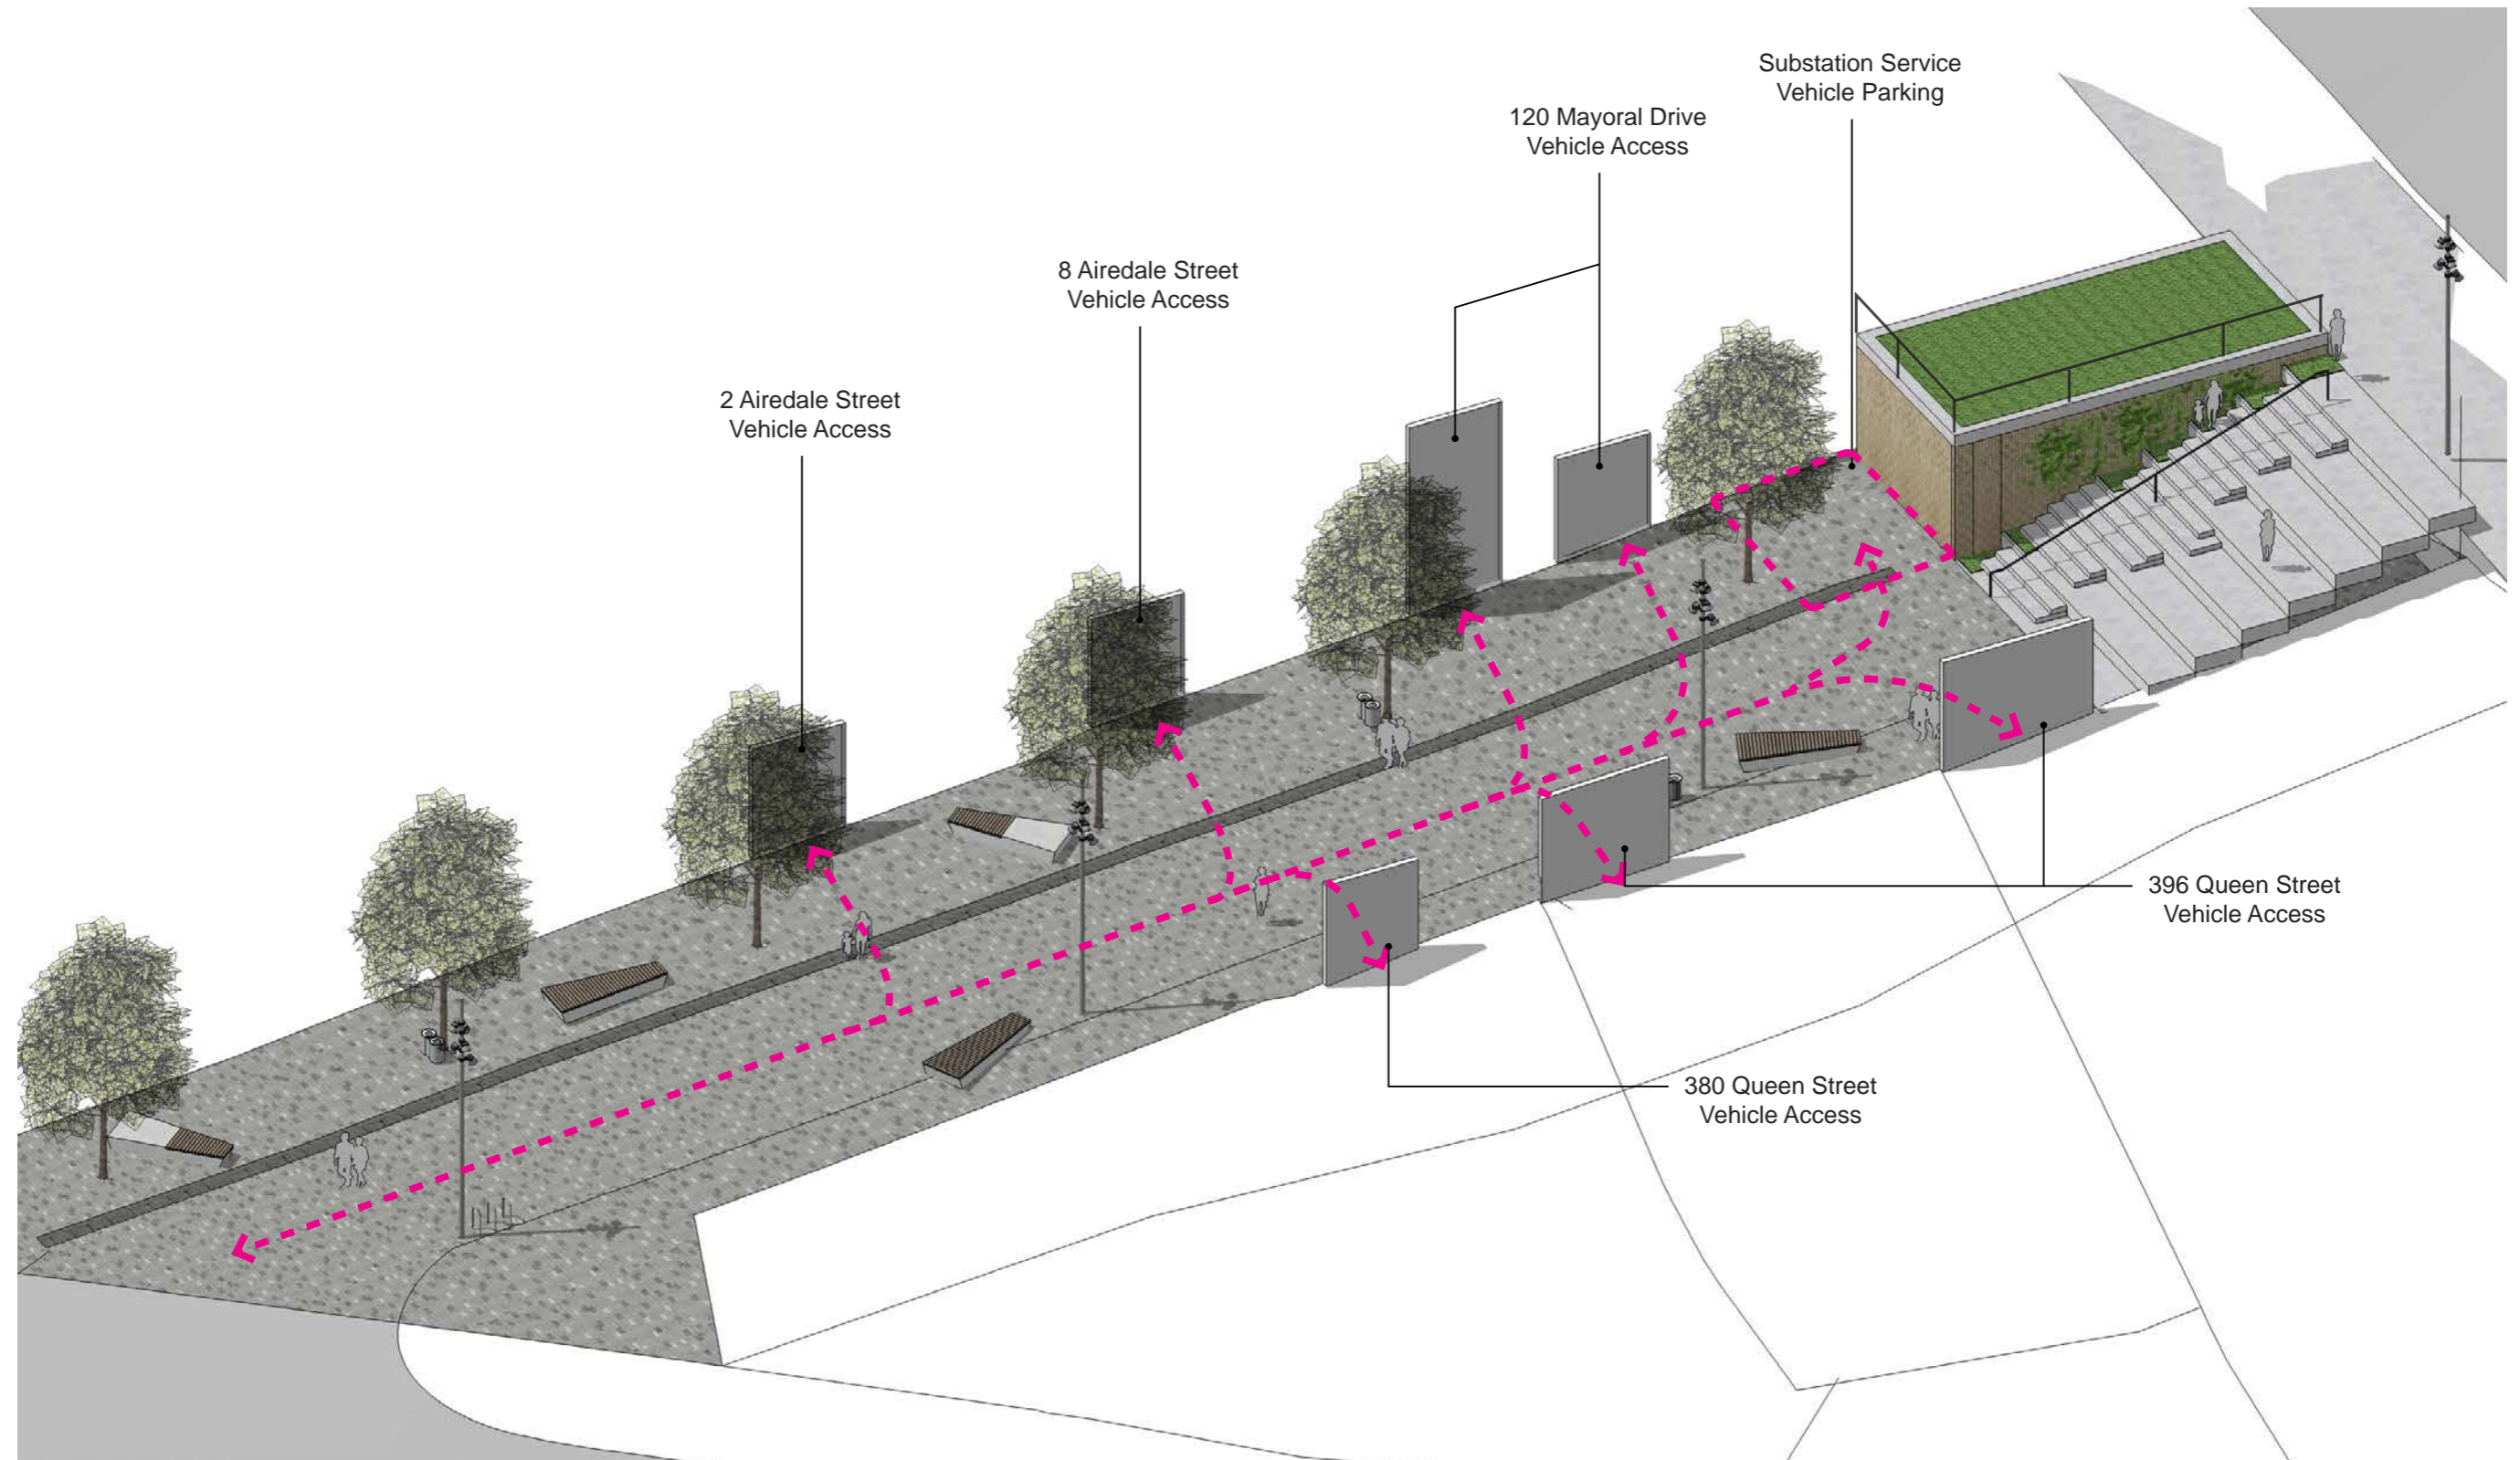 Substation Service
Vehicle Parking
120 Mayoral Drive
Vehicle Access
8 Airedale Street
Vehicle Access
2 Airedale Street
Vehicle Access
396 Queen Street
Vehicle Access
380 Queen Street
Vehicle Access